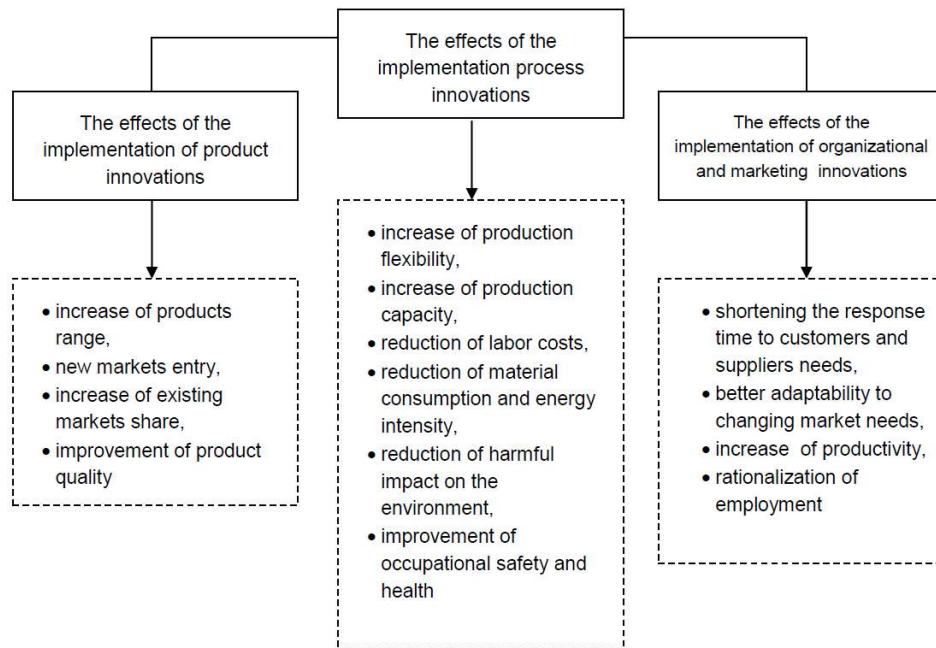 The effects of the
implementation process
innovations
The effects of the
implementation of product
innovations
The effects of the
implementation of organizational
and marketing innovations
• increase of products
range,
• new markets entry,
• increase of existing
markets share,
• improvement of product
quality
• increase of production
flexibility,
• increase of production
capacity,
• reduction of labor costs,
• reduction of material
consumption and energy
intensity,
• reduction of harmful
impact on the
environment,
• improvement of
occupational safety and
health
• shortening the response
time to customers and
suppliers needs,
• better adaptability to
changing market needs,
• increase of productivity,
• rationalization of
employment